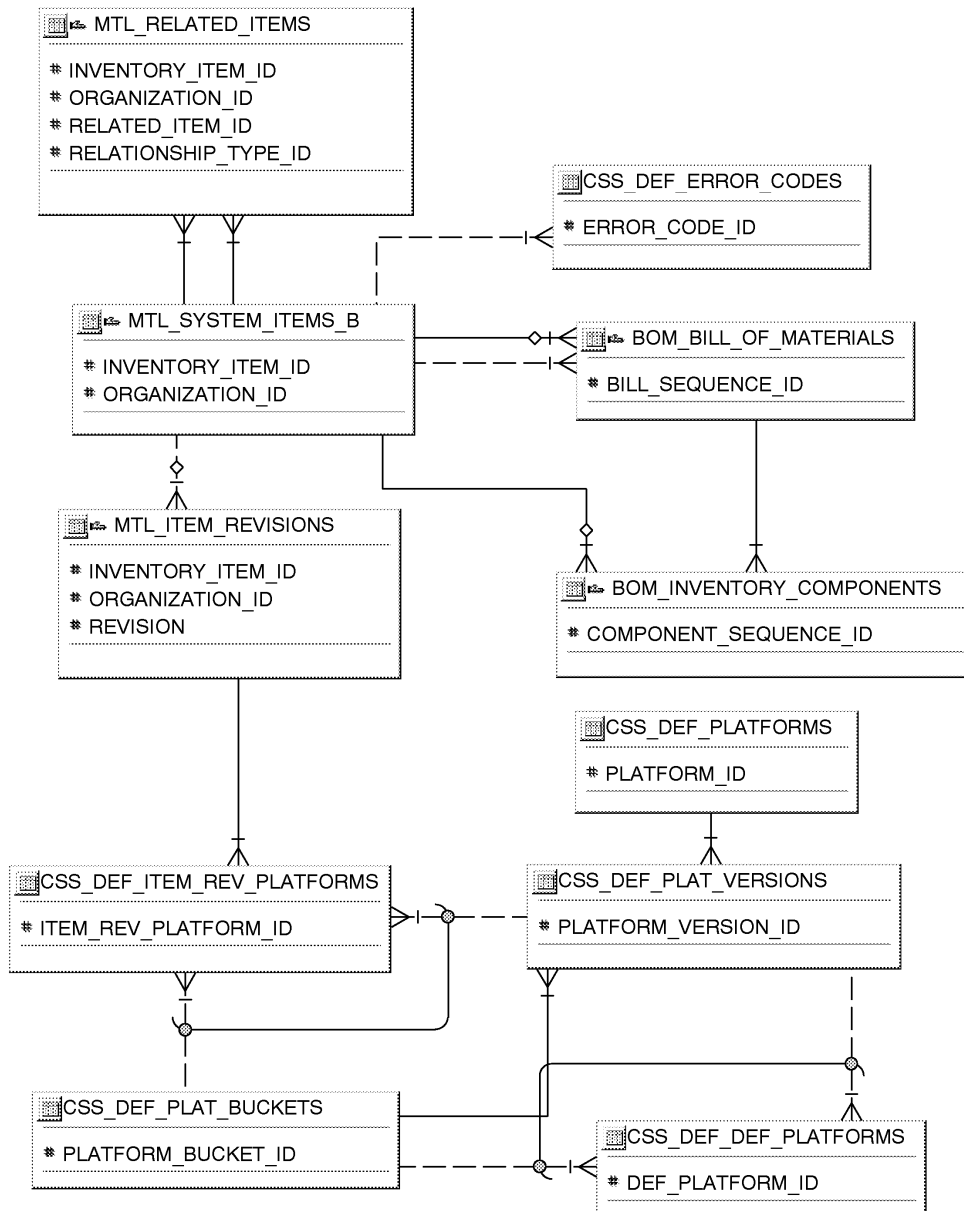 MTL_RELATED_ITEMS
# INVENTORY_ITEM_ID
# ORGANIZATION_ID
# RELATED_ITEM_ID
# RELATIONSHIP_TYPE_ID
CSS_DEF_ERROR_CODES
# ERROR_CODE_ID
MTL_SYSTEM_ITEMS_B
# INVENTORY_ITEM_ID
# ORGANIZATION_ID
BOM_BILL_OF_MATERIALS
# BILL_SEQUENCE_ID
MTL_ITEM_REVISIONS
# INVENTORY_ITEM_ID
# ORGANIZATION_ID
# REVISION
BOM_INVENTORY_COMPONENTS
# COMPONENT_SEQUENCE_ID
CSS_DEF_PLATFORMS
# PLATFORM_ID
CSS_DEF_ITEM_REV_PLATFORMS
# ITEM_REV_PLATFORM_ID
CSS_DEF_PLAT_VERSIONS
# PLATFORM_VERSION_ID
CSS_DEF_PLAT_BUCKETS
# PLATFORM_BUCKET_ID
CSS_DEF_DEF_PLATFORMS
# DEF_PLATFORM_ID